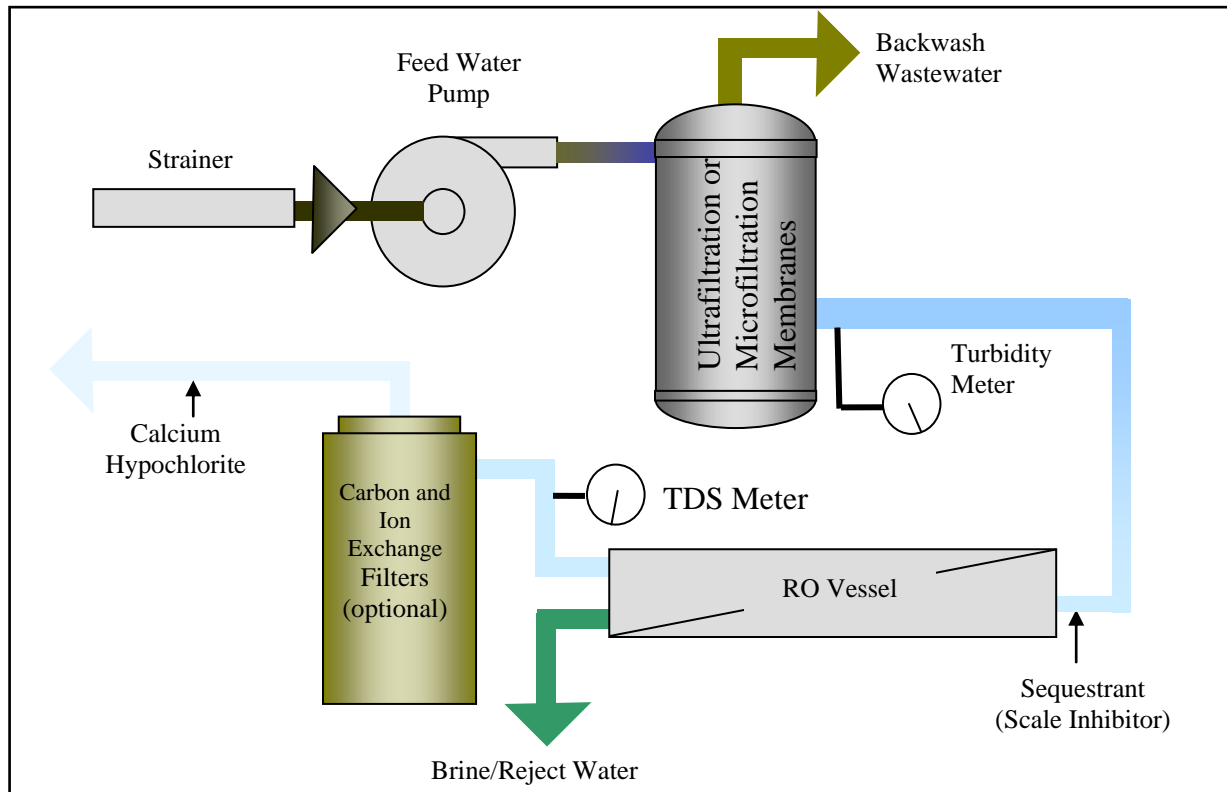 Backwash
Wastewater
Feed Water
Pump
Strainer
Ultrafiltration or
Microfiltration
Membranes
Turbidity
Meter
Calcium
Hypochlorite
Carbon and
Ion
Exchange
Filters
(optional)
TDS Meter
RO Vessel
Sequestrant
(Scale Inhibitor)
Brine/Reject Water